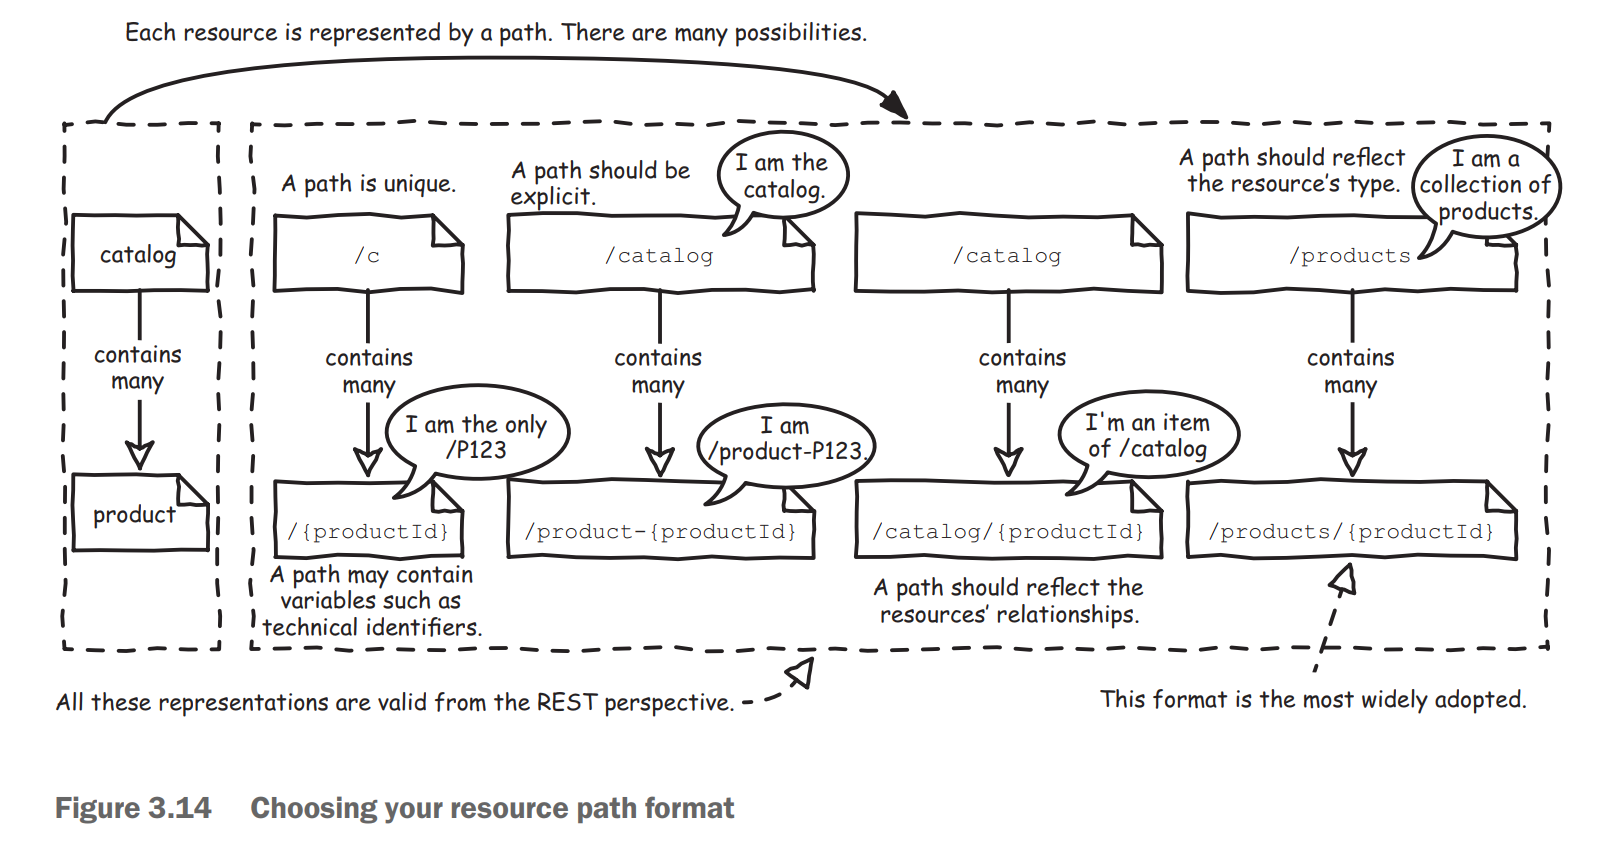 Each resource is represented by a path. There are many possibilities.
catalog
contains
many
product
A path is unique.
/c
contains
many
I am the only
/P123
/{productId}
A path may contain
variables such as
technical identifiers.
A path should be
explicit.
I am the
catalog.
/catalog
contains
many
I am
/product-P123.
/product-{productId}
/catalog
contains
many
I'm an item
of /catalog
/catalog/{productId}
A path should reflect the
resources' relationships.
A path should reflect
the resource's type.
I am a
collection of
products.
/products
contains
many
/products/{productId}
All these representations are valid from the REST perspective.
This format is the most widely adopted.
Figure 3.14 Choosing your resource path format